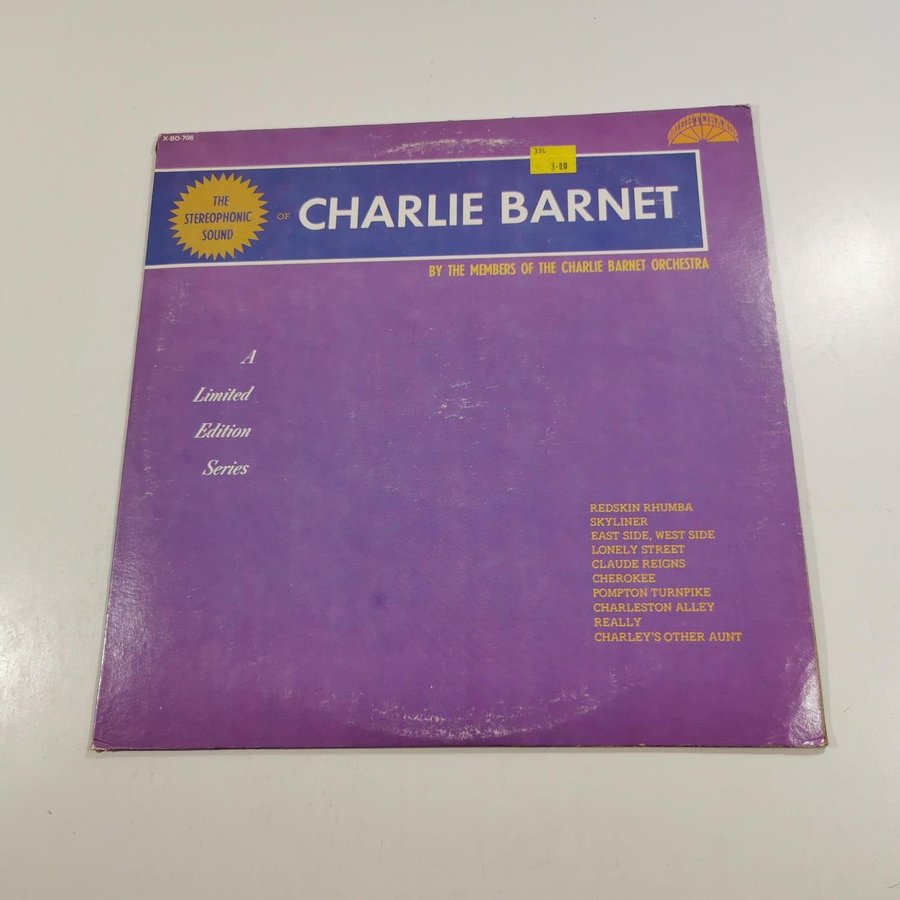 X-BO-706
BRIGHTORANGE
334
3.00
THE
STEREOPHONIC
SOUND
OF CHARLIE BARNET
BY THE MEMBERS OF THE CHARLIE BARNET ORCHESTRA
A
Limited
Edition
Series
REDSKIN RHUMBA
SKYLINER
EAST SIDE, WEST SIDE
LONELY STREET
CLAUDE REIGNS
CHEROKEE
POMPTON TURNPIKE
CHARLESTON ALLEY
REALLY
CHARLEY'S OTHER AUNT